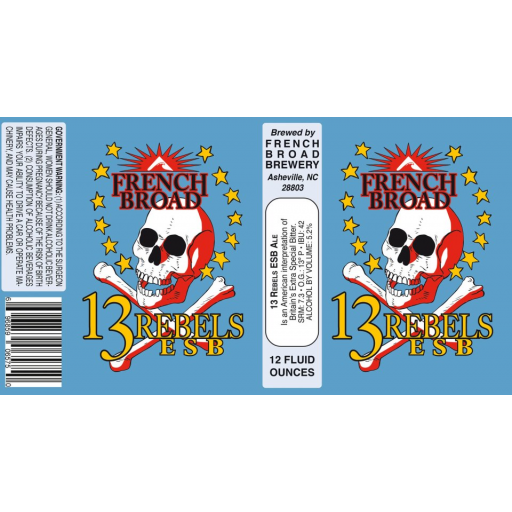 GOVERNMENT WARNING: (1) ACCORDING TO THE SURGEON
GENERAL, WOMEN SHOULD NOT DRINK ALCOHOLIC BEVER-
AGES DURING PREGNANCY BECAUSE OF THE RISK OF BIRTH
DEFECTS. (2) CONSUMPTION OF ALCOHOLIC BEVERAGES
IMPAIRS YOUR ABILITY TO DRIVE A CAR OR OPERATE MA-
CHINERY, AND MAY CAUSE HEALTH PROBLEMS.
FRENCH
BROAD
13 REBELS
ESB
Brewed by
FRENCH
BROAD
BREWERY
Asheville, NC
28803
13 REBELS ESB ALE
Is an American interpretation of
Britain's Extra Special Bitter.
SRM: 7.3 • O.G.: 13° P • IBU: 42
ALCOHOL BY VOLUME: 5.2%
12 FLUID
OUNCES
FRENCH
BROAD
13 REBELS
ESB